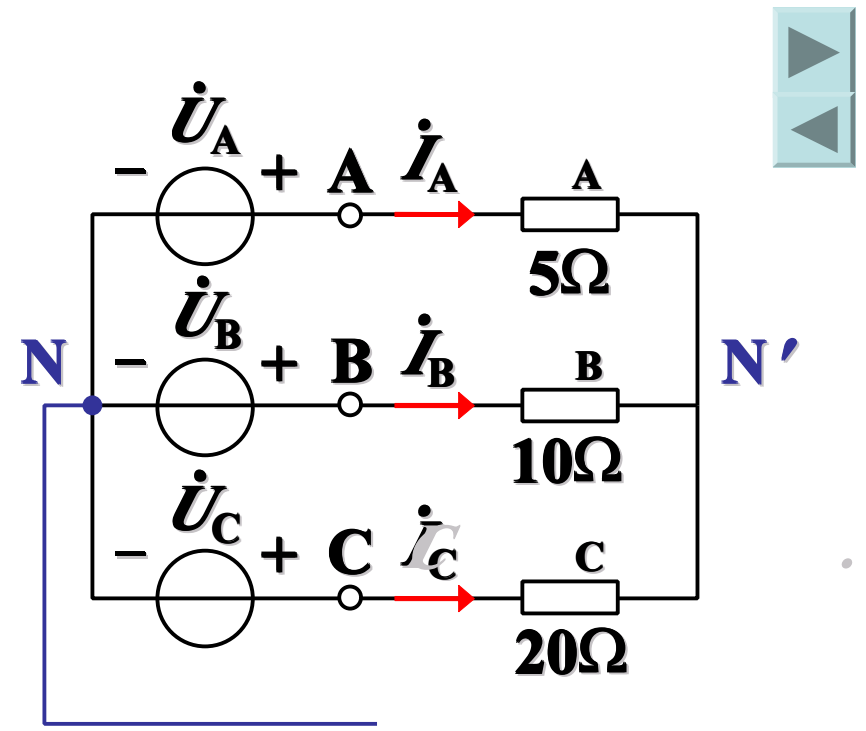 U̇A
− + A İA A
5Ω
U̇B
N − + B İB B N′
10Ω
U̇C
− + C İC C
20Ω